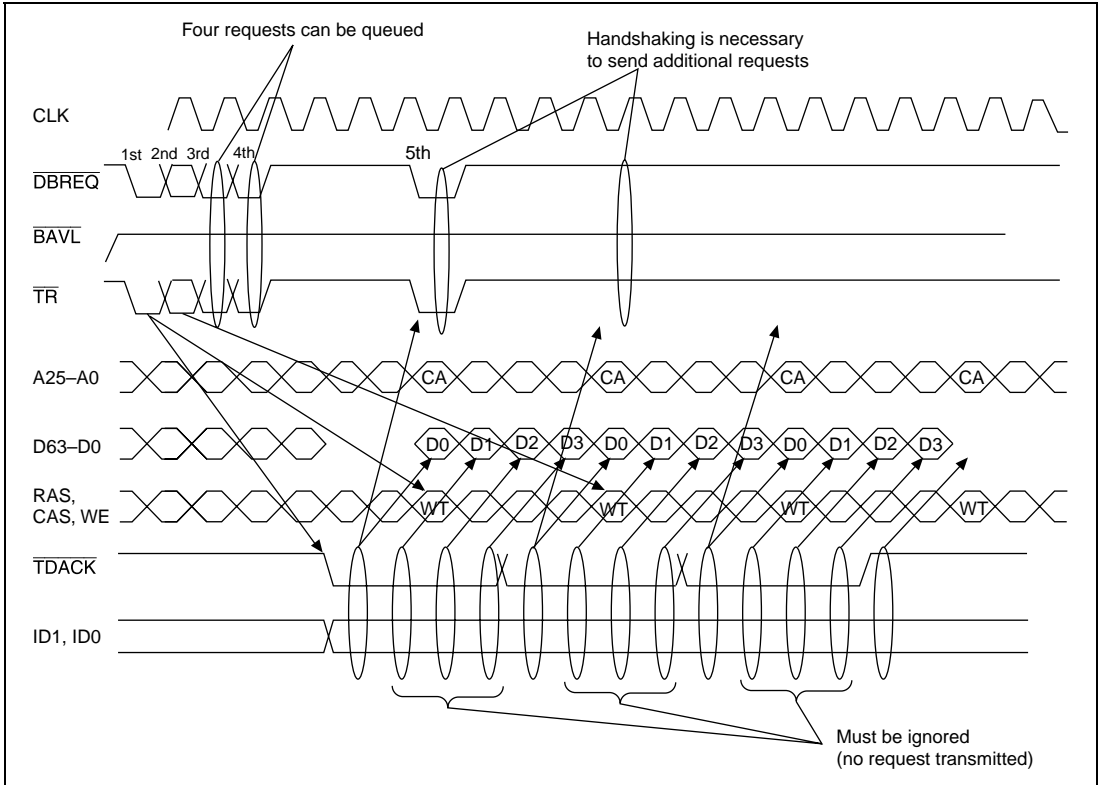 Four requests can be queued
Handshaking is necessary
to send additional requests
CLK
1st 2nd 3rd 4th 5th
DBREQ
BAVL
TR
A25–A0 CA CA CA CA
D63–D0 D0 D1 D2 D3 D0 D1 D2 D3 D0 D1 D2 D3
RAS,
CAS, WE WT WT WT WT
TDACK
ID1, ID0
Must be ignored
(no request transmitted)